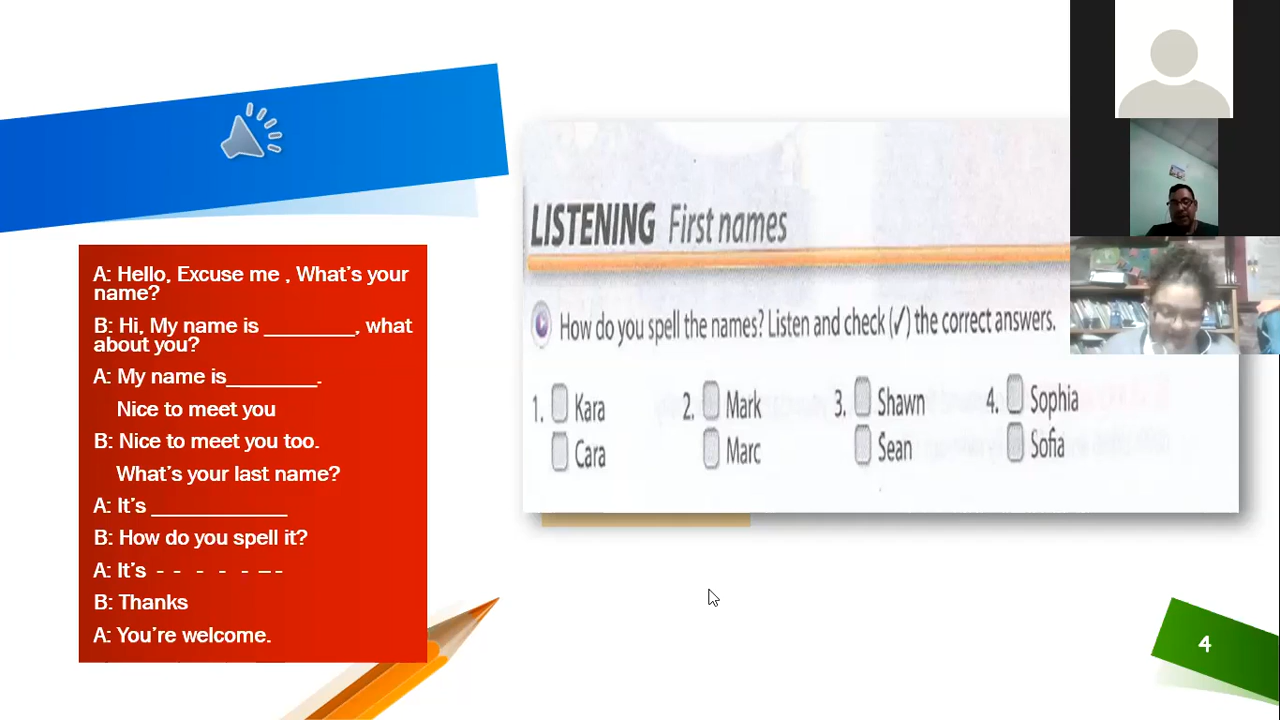 A: Hello, Excuse me , What's your
name?
B: Hi, My name is ________, what
about you?
A: My name is________.
Nice to meet you
B: Nice to meet you too.
What's your last name?
A: It's ____________
B: How do you spell it?
A: It's - - - - - – -
B: Thanks
A: You're welcome.
LISTENING First names
How do you spell the names? Listen and check (✓) the correct answers.
1. Kara 2. Mark 3. Shawn 4. Sophia
Cara Marc Sean Sofia
4